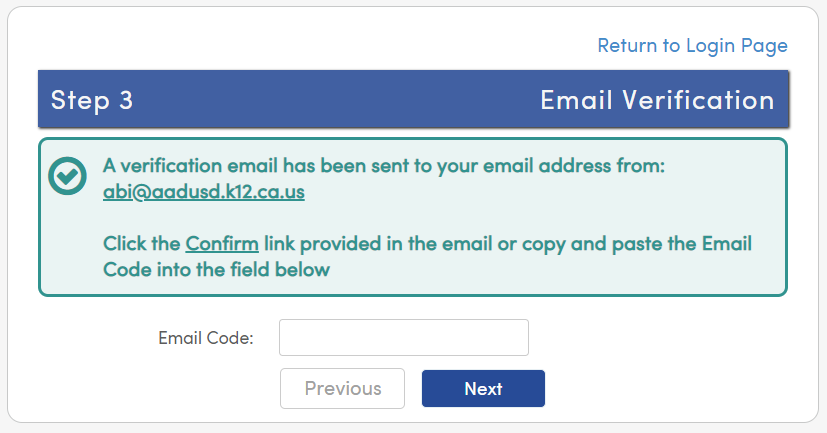 Return to Login Page
Step 3 Email Verification
A verification email has been sent to your email address from:
abi@aadusd.k12.ca.us
Click the Confirm link provided in the email or copy and paste the Email
Code into the field below
Email Code:
Previous Next